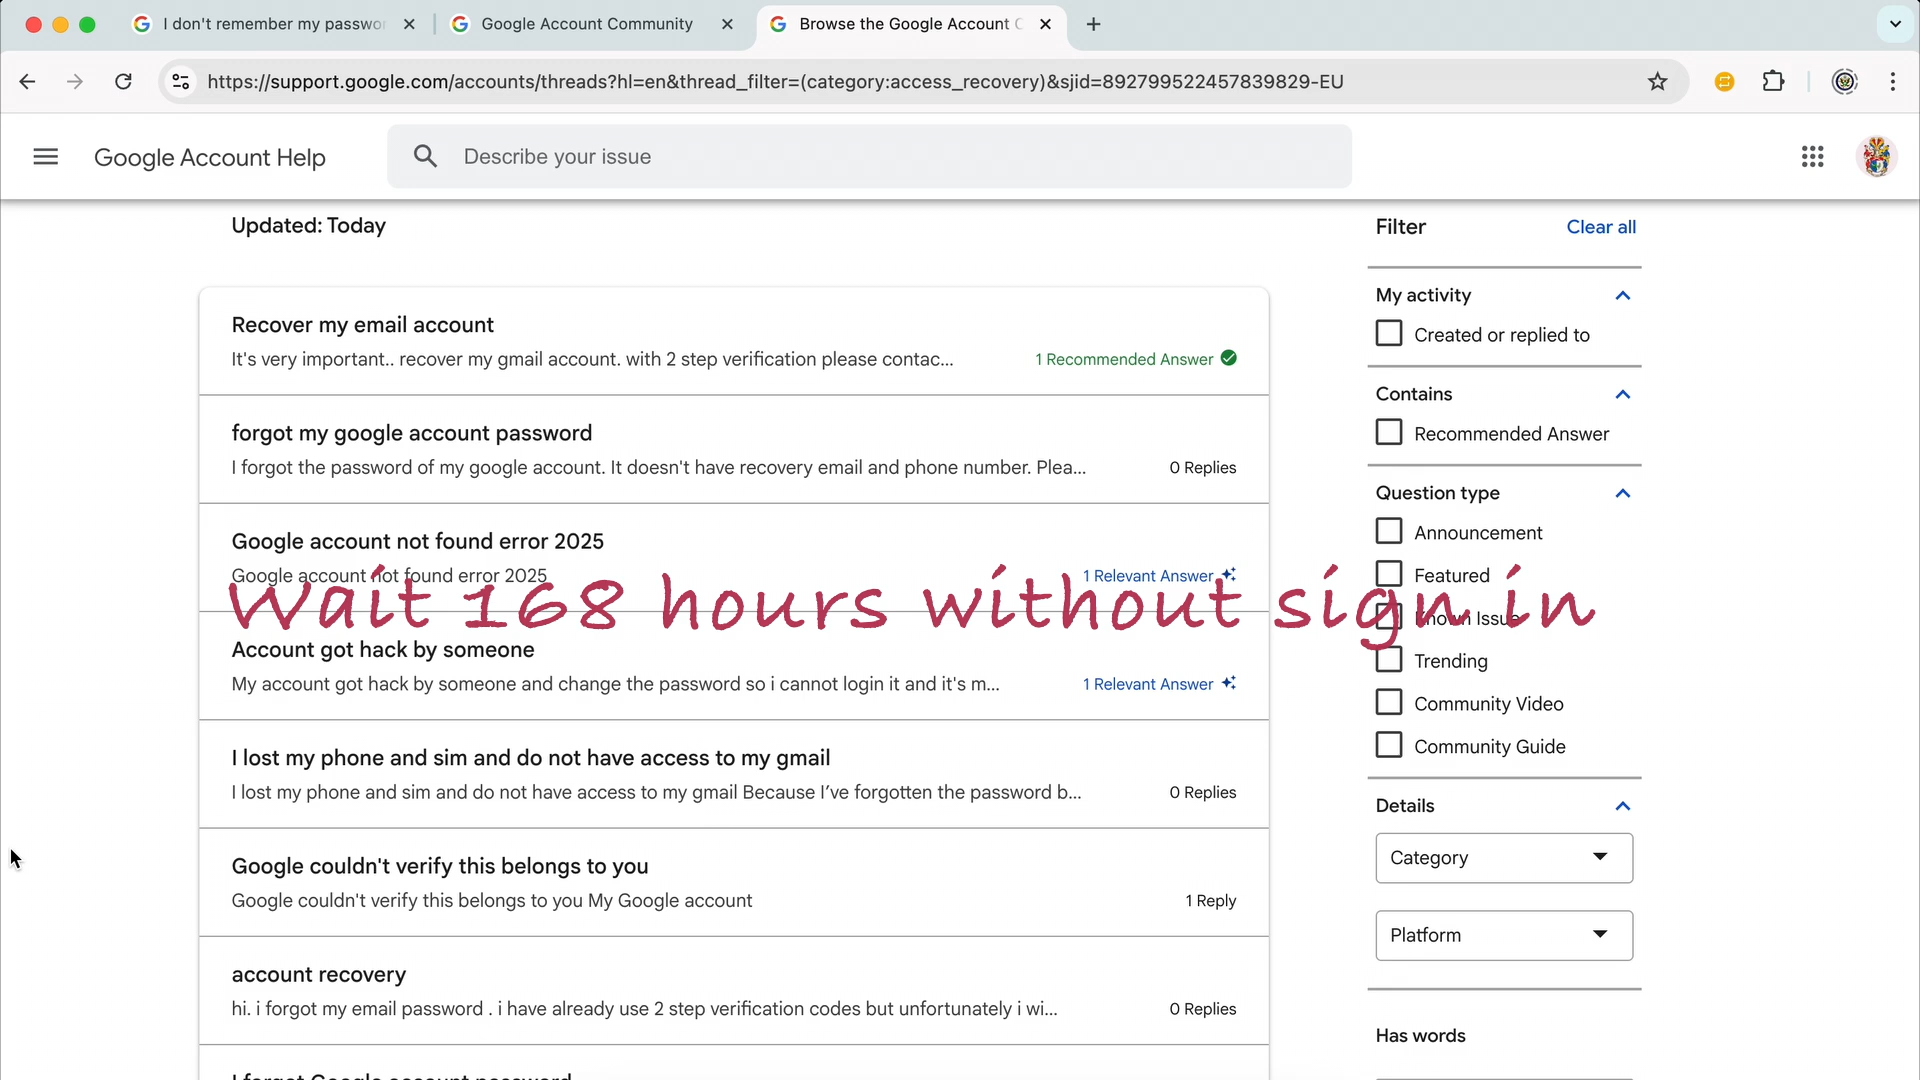 I don't remember my passwor
Google Account Community
Browse the Google Account C
https://support.google.com/accounts/threads?hl=en&thread_filter=(category:access_recovery)&sjid=892799522457839829-EU
Google Account Help
Describe your issue
Updated: Today
Recover my email account
It's very important.. recover my gmail account. with 2 step verification please contac...
1 Recommended Answer
forgot my google account password
I forgot the password of my google account. It doesn't have recovery email and phone number. Plea...
0 Replies
Google account not found error 2025
Google account not found error 2025
1 Relevant Answer
Wait 168 hours without sign in
Account got hack by someone
My account got hack by someone and change the password so i cannot login it and it's m...
1 Relevant Answer
I lost my phone and sim and do not have access to my gmail
I lost my phone and sim and do not have access to my gmail Because I've forgotten the password b...
0 Replies
Google couldn't verify this belongs to you
Google couldn't verify this belongs to you My Google account
1 Reply
account recovery
hi. i forgot my email password . i have already use 2 step verification codes but unfortunately i wi...
0 Replies
I forgot Google account password
Filter
Clear all
My activity
Created or replied to
Contains
Recommended Answer
Question type
Announcement
Featured
Known Issue
Trending
Community Video
Community Guide
Details
Category
Platform
Has words